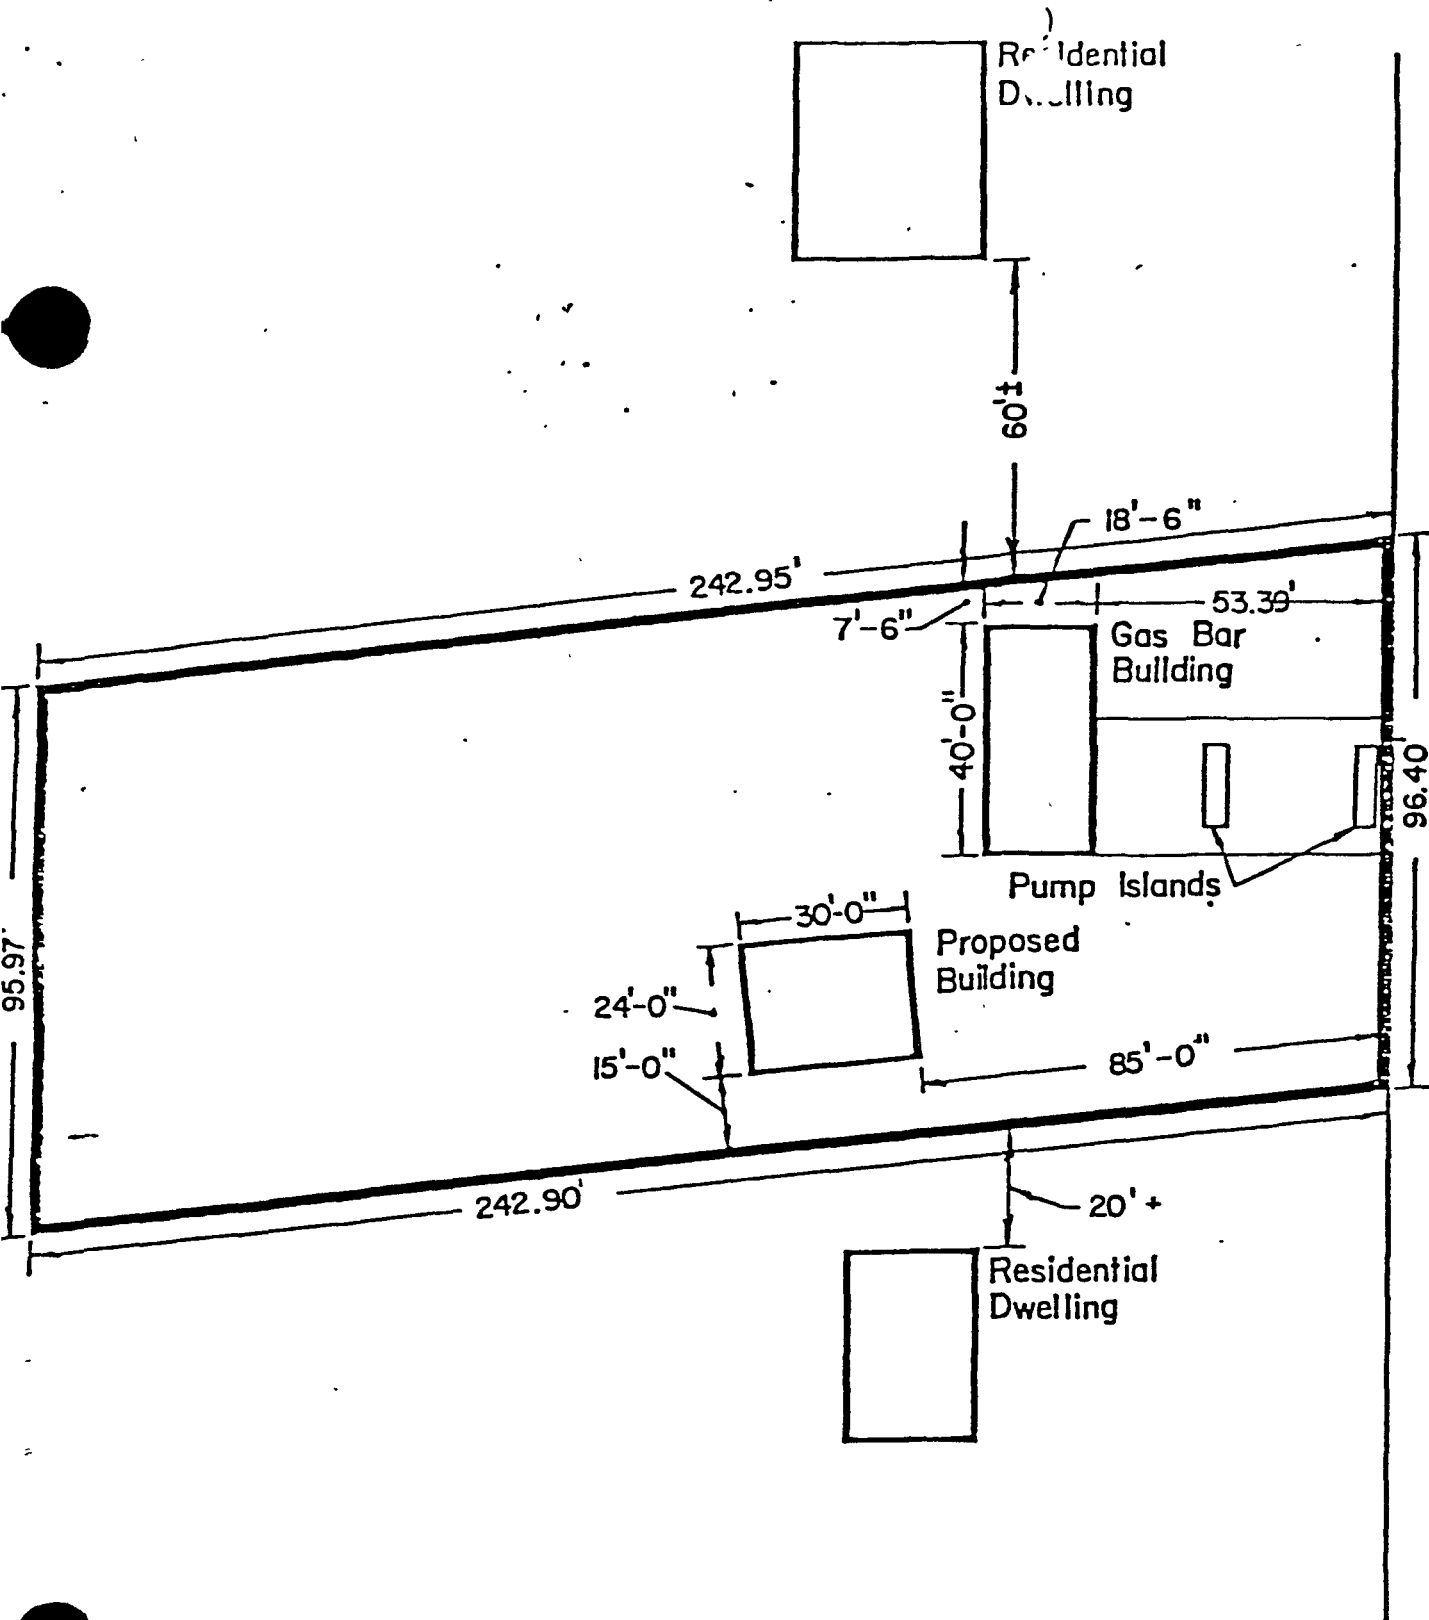 Residential
Dwelling
60'±
18'-6"
242.95'
53.39'
7'-6"
Gas Bar
Building
40'-0"
96.40'
Pump Islands
30'-0"
Proposed
Building
95.97'
24'-0"
15'-0"
85'-0"
242.90'
20' +
Residential
Dwelling